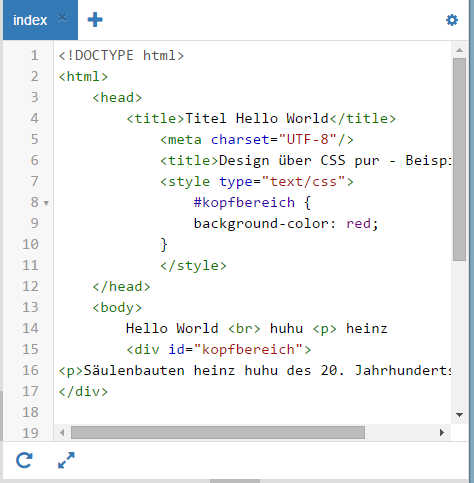 index
1 <!DOCTYPE html>
2 <html>
3 <head>
4 <title>Titel Hello World</title>
5 <meta charset="UTF-8"/>
6 <title>Design über CSS pur - Beispi
7 <style type="text/css">
8 #kopfbereich {
9 background-color: red;
10 }
11 </style>
12 </head>
13 <body>
14 Hello World <br> huhu <p> heinz
15 <div id="kopfbereich">
16 <p>Säulenbauten heinz huhu des 20. Jahrhunderts
17 </div>
18
19